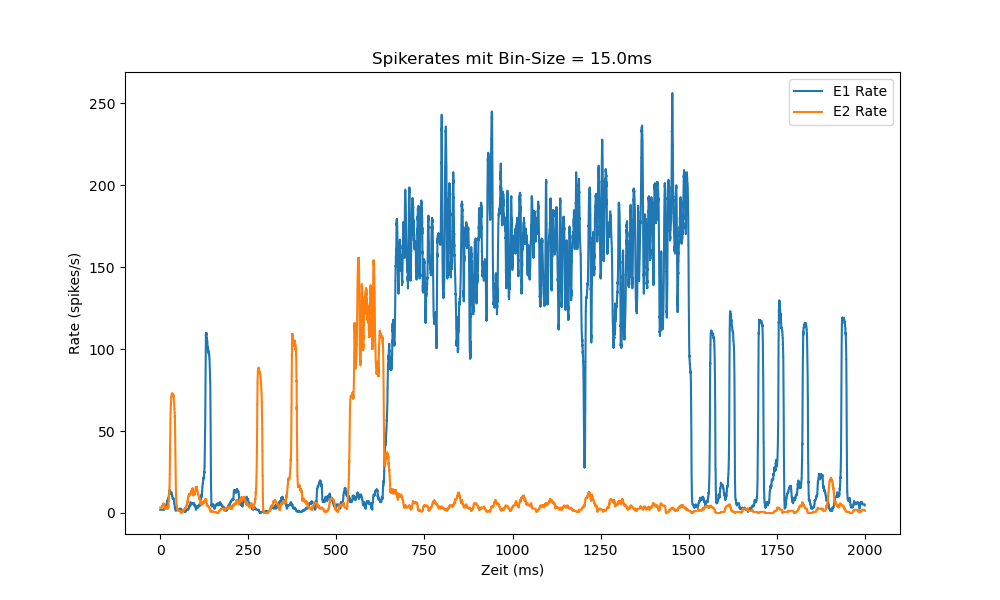 Spikerates mit Bin-Size = 15.0ms
E1 Rate
E2 Rate
250
200
150
100
50
0
Rate (spikes/s)
0 250 500 750 1000 1250 1500 1750 2000
Zeit (ms)